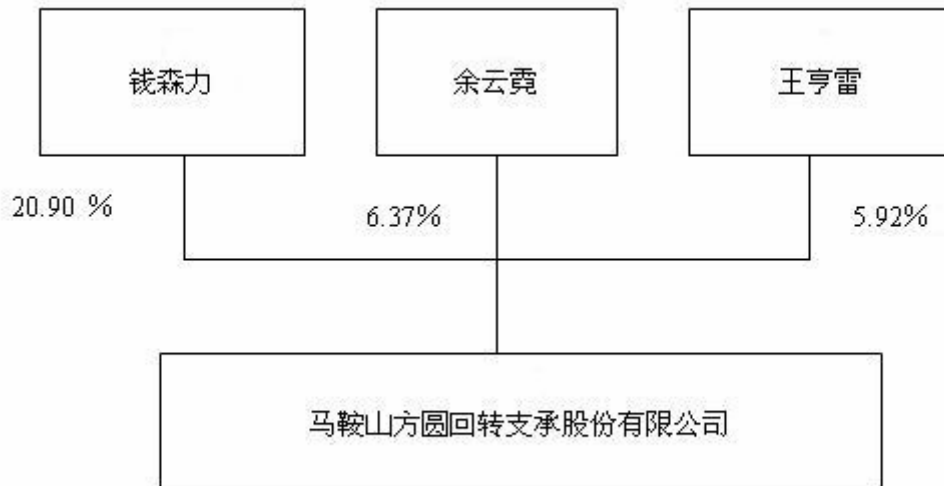 钱森力
余云霓
王亨雷
20.90 %
6.37%
5.92%
马鞍山方圆回转支承股份有限公司